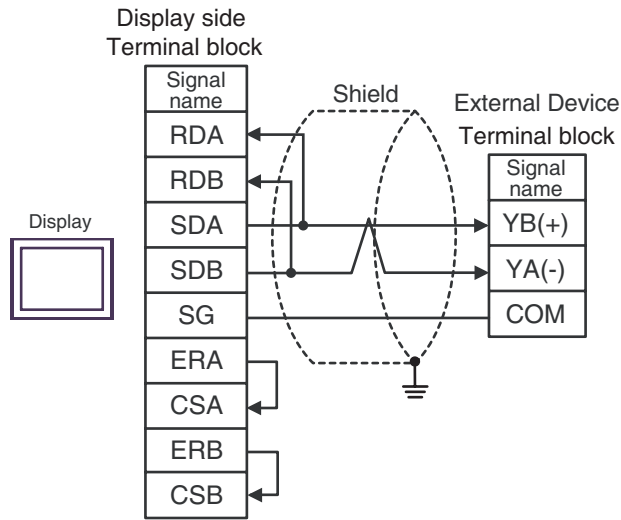 Display side
Terminal block
Signal
name
RDA
RDB
SDA
SDB
SG
ERA
CSA
ERB
CSB
Display
Shield
External Device
Terminal block
Signal
name
YB(+)
YA(-)
COM